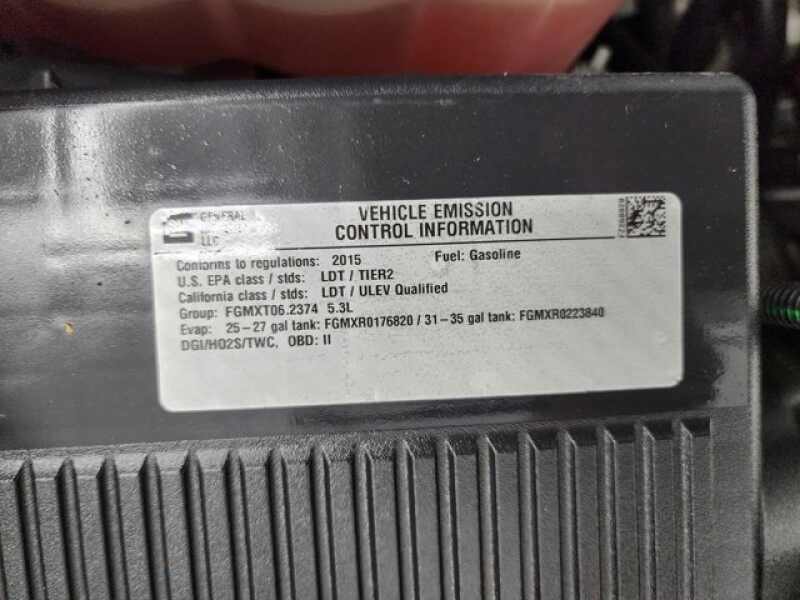 GENERAL
LLC
VEHICLE EMISSION
CONTROL INFORMATION
Conforms to regulations: 2015 Fuel: Gasoline
U.S. EPA class / stds: LDT / TIER2
California class / stds: LDT / ULEV Qualified
Group: FGMXT06.2374 5.3L
Evap: 25-27 gal tank: FGMXR0176820 / 31-35 gal tank: FGMXR0223840
DGI/HO2S/TWC, OBD: II